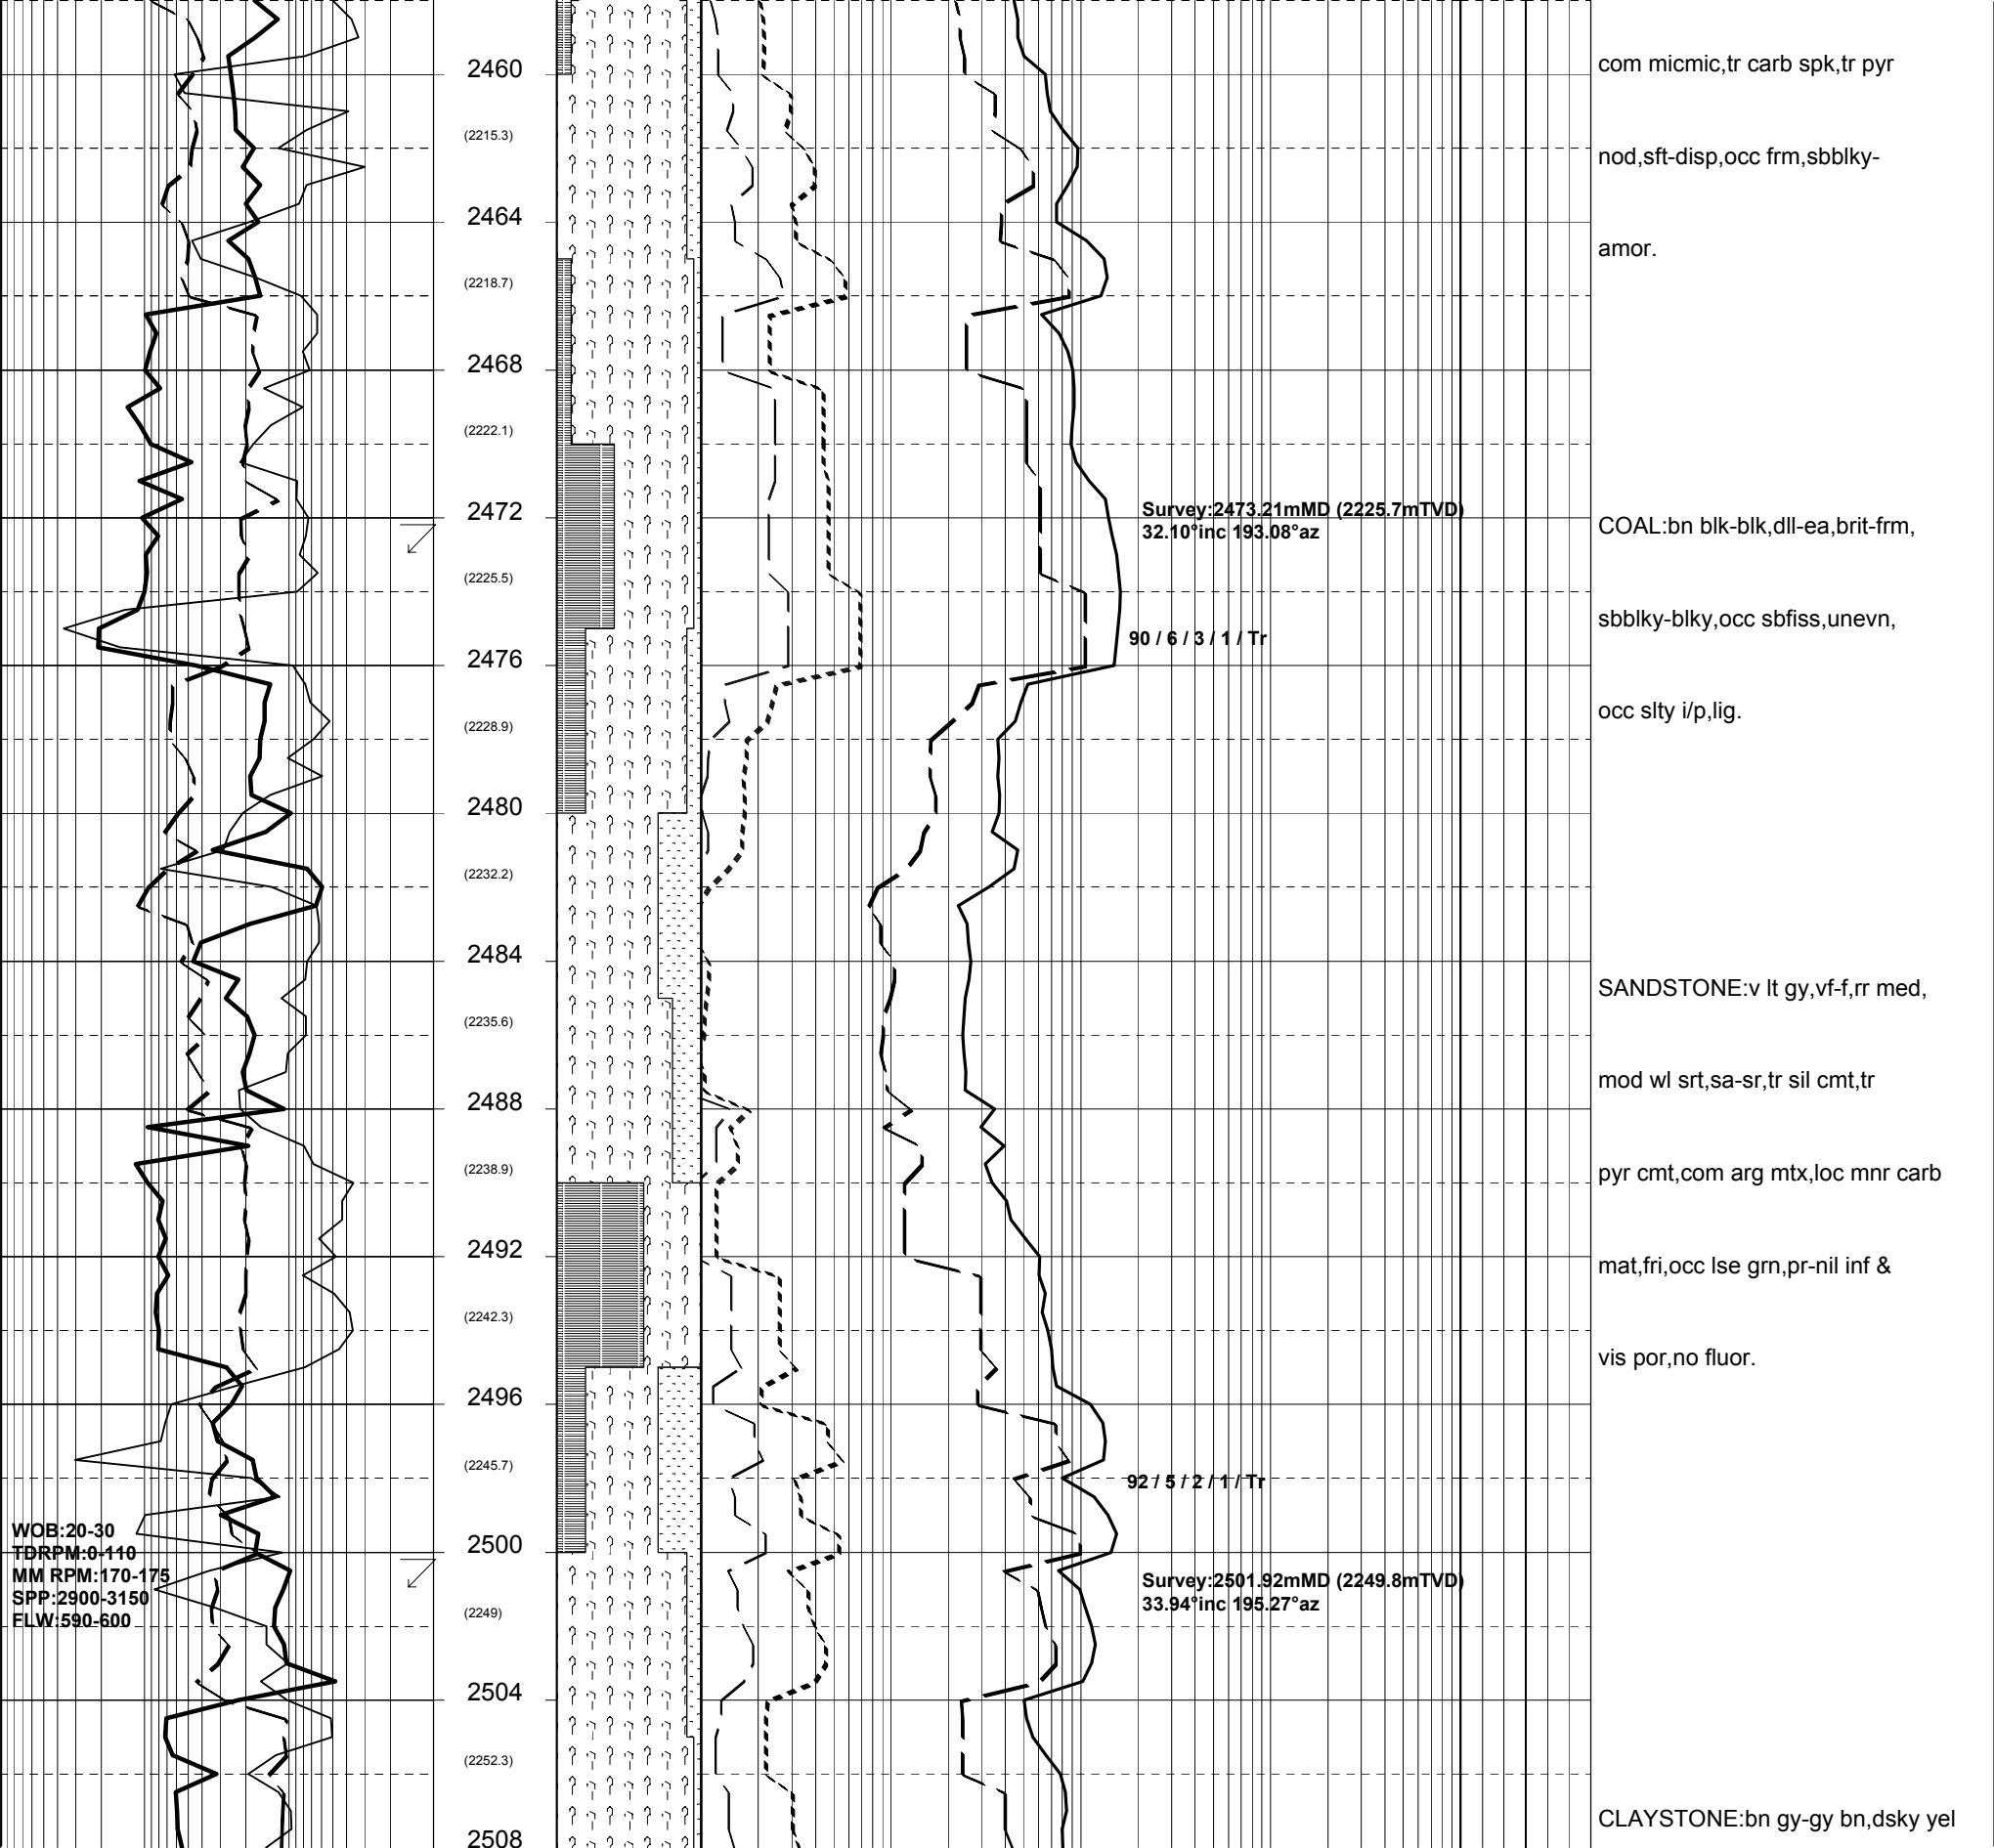 2460
com micmic,tr carb spk,tr pyr
(2215.3)
nod,sft-disp,occ frm,sbblky-
2464
amor.
(2218.7)
2468
(2222.1)
2472
Survey:2473.21mMD (2225.7mTVD)
32.10°inc 193.08°az
COAL:bn blk-blk,dll-ea,brit-frm,
(2225.5)
sbblky-blky,occ sbfiss,unevn,
90 / 6 / 3 / 1 / Tr
2476
occ slty i/p,lig.
(2228.9)
2480
(2232.2)
2484
SANDSTONE:v lt gy,vf-f,rr med,
(2235.6)
mod wl srt,sa-sr,tr sil cmt,tr
2488
(2238.9)
pyr cmt,com arg mtx,loc mnr carb
2492
mat,fri,occ lse grn,pr-nil inf &
(2242.3)
vis por,no fluor.
2496
(2245.7)
92 / 5 / 2 / 1 / Tr
WOB:20-30
TDRPM:0-110
MM RPM:170-175
SPP:2900-3150
FLW:590-600
2500
Survey:2501.92mMD (2249.8mTVD)
33.94°inc 195.27°az
(2249)
2504
(2252.3)
CLAYSTONE:bn gy-gy bn,dsky yel
2508